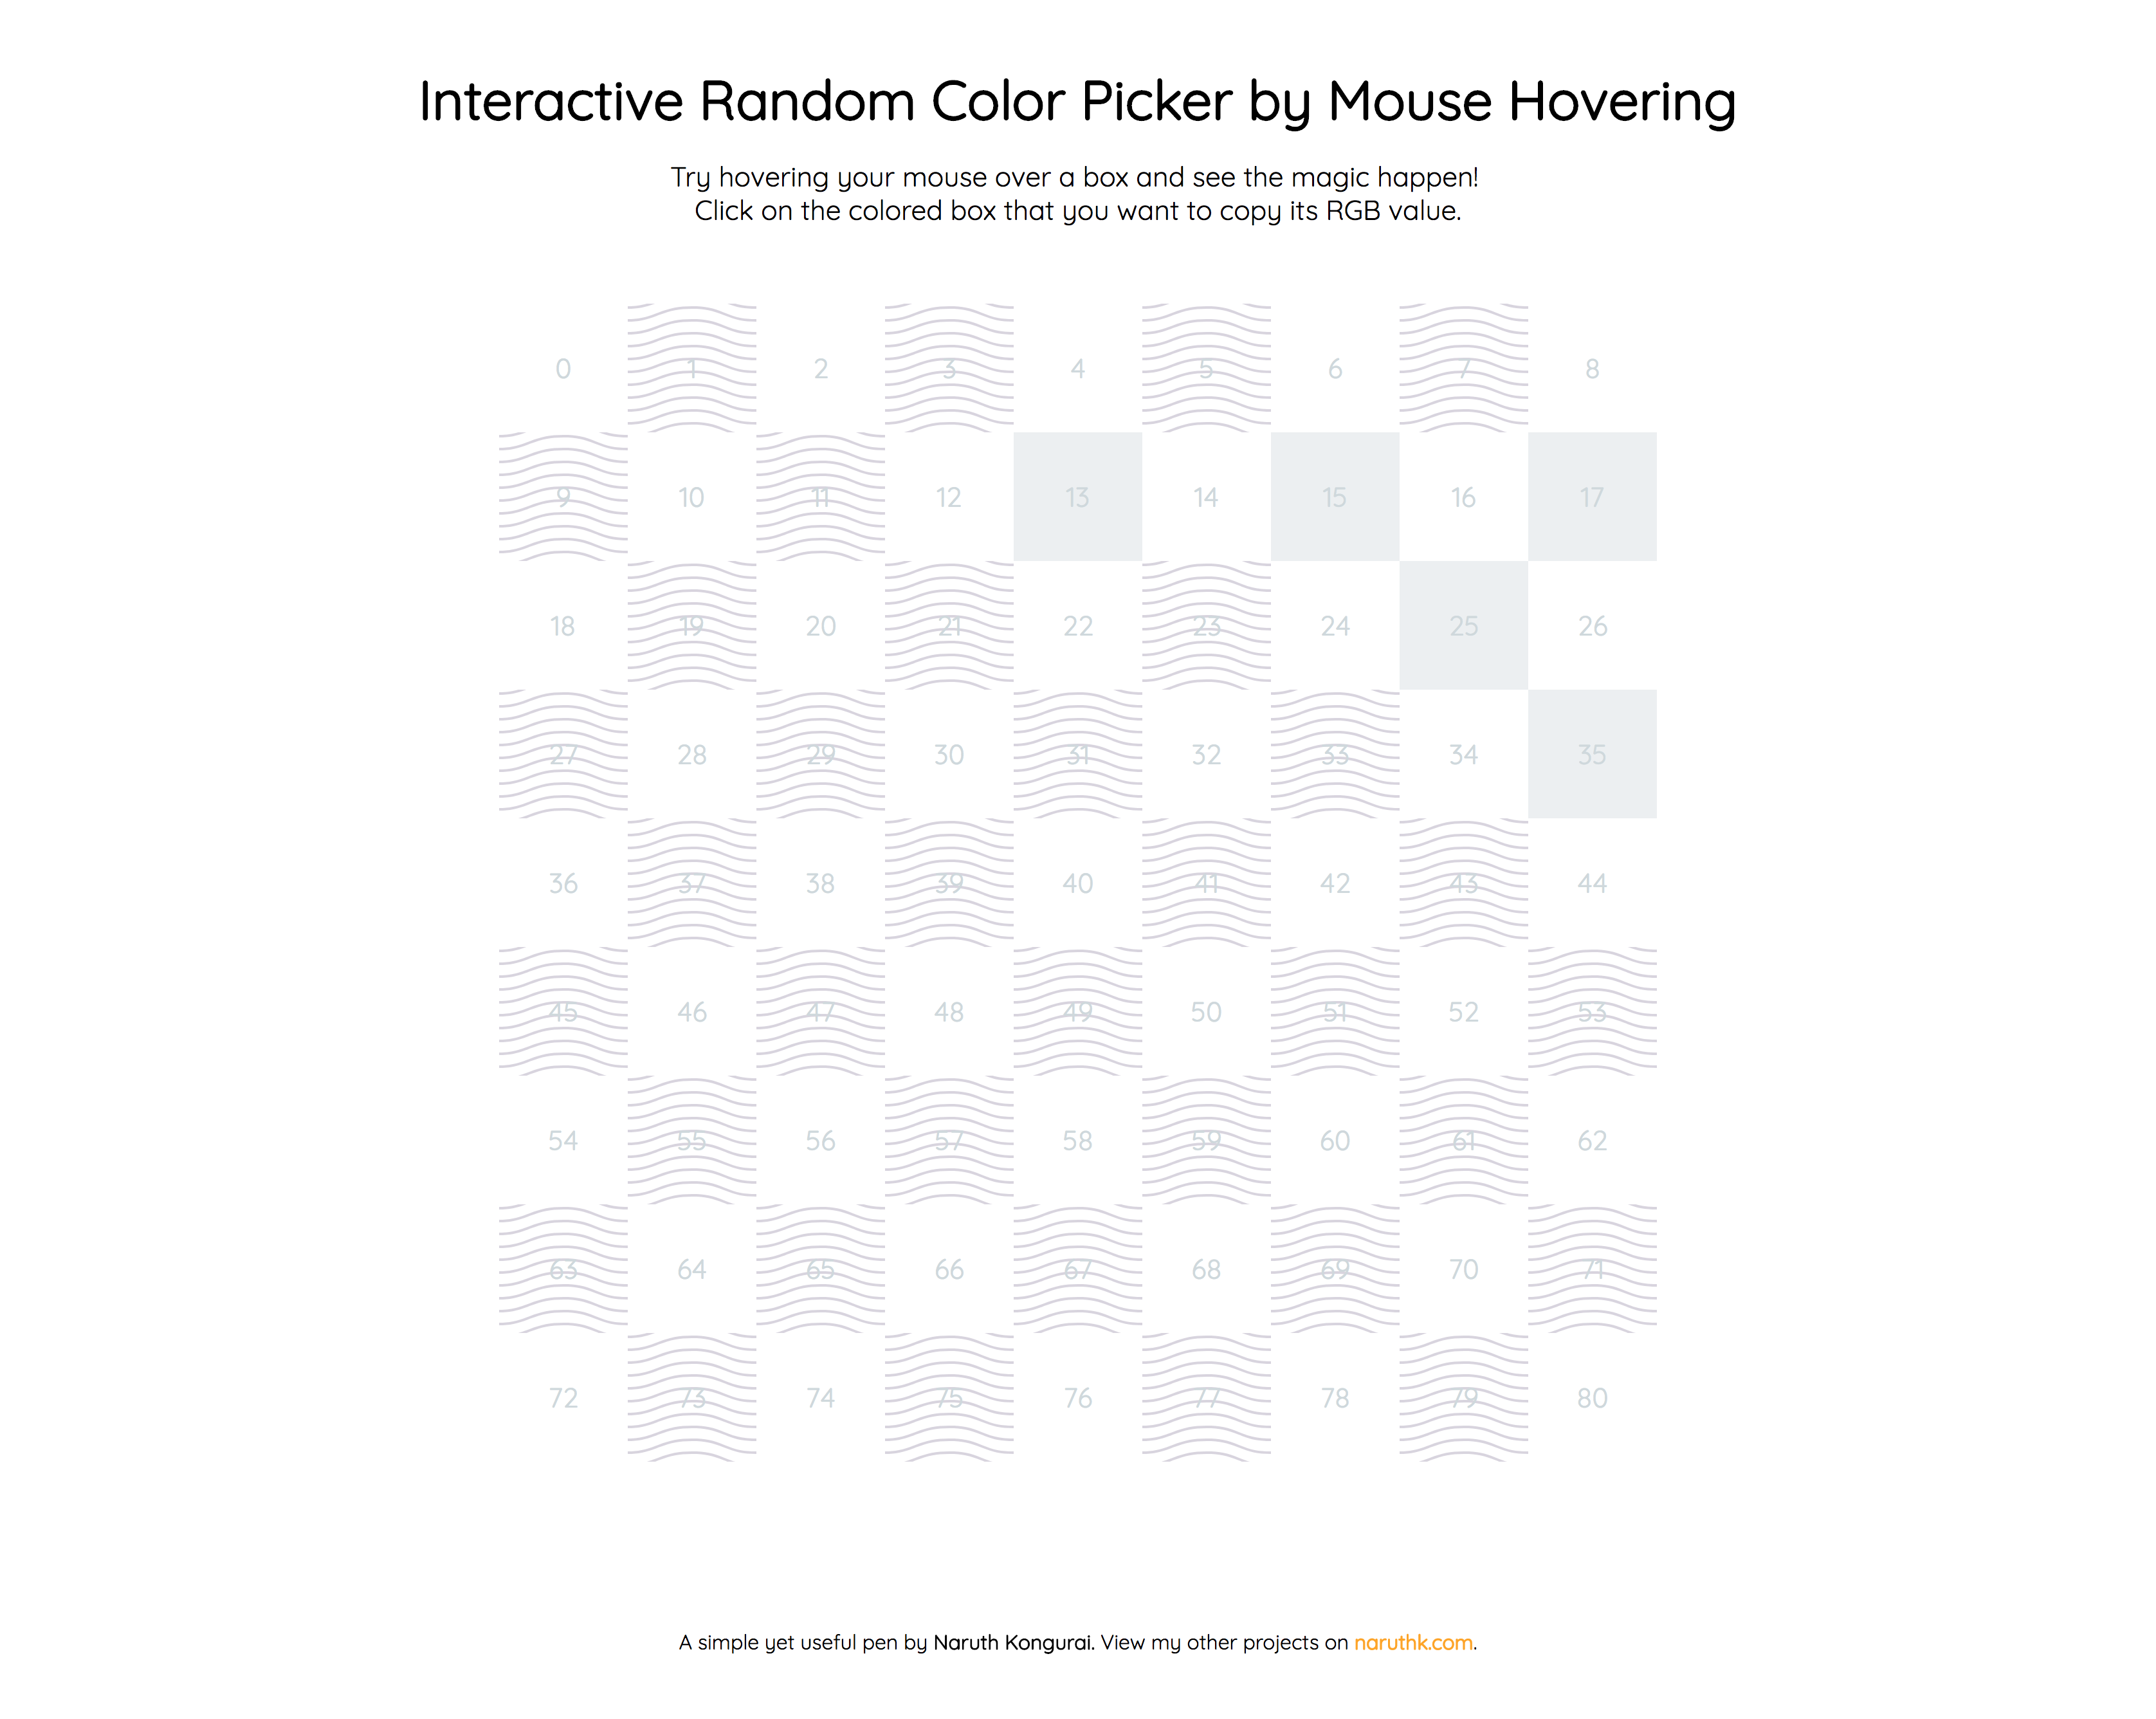 Interactive Random Color Picker by Mouse Hovering
Try hovering your mouse over a box and see the magic happen!
Click on the colored box that you want to copy its RGB value.
0 1 2 3 4 5 6 7 8
9 10 11 12 13 14 15 16 17
18 19 20 21 22 23 24 25 26
27 28 29 30 31 32 33 34 35
36 37 38 39 40 41 42 43 44
45 46 47 48 49 50 51 52 53
54 55 56 57 58 59 60 61 62
63 64 65 66 67 68 69 70 71
72 73 74 75 76 77 78 79 80
A simple yet useful pen by Naruth Kongurai. View my other projects on naruthk.com.